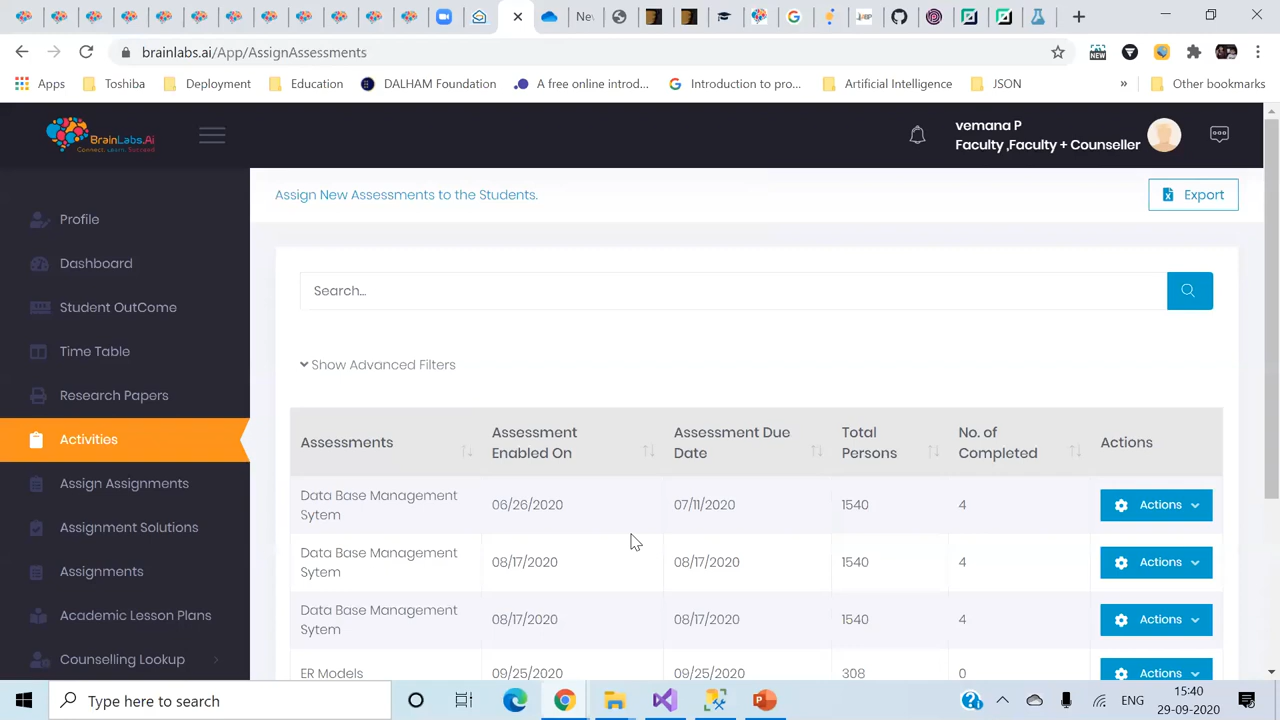 brainlabs.ai/App/AssignAssessments
Apps
Toshiba
Deployment
Education
DALHAM Foundation
A free online introd...
Introduction to pro...
Artificial Intelligence
JSON
»
Other bookmarks
BrainLabs.Ai
Connect. Learn. Succeed
vemana P
Faculty ,Faculty + Counseller
Profile
Dashboard
Student OutCome
Time Table
Research Papers
Activities
Assign Assignments
Assignment Solutions
Assignments
Academic Lesson Plans
Counselling Lookup
Assign New Assessments to the Students.
Export
Search...
Show Advanced Filters
Assessments
Assessment
Enabled On
Assessment Due
Date
Total
Persons
No. of
Completed
Actions
Data Base Management
Sytem
06/26/2020
07/11/2020
1540
4
Actions
Data Base Management
Sytem
08/17/2020
08/17/2020
1540
4
Actions
Data Base Management
Sytem
08/17/2020
08/17/2020
1540
4
Actions
ER Models
09/25/2020
09/25/2020
308
0
Actions
Type here to search
ENG
15:40
29-09-2020